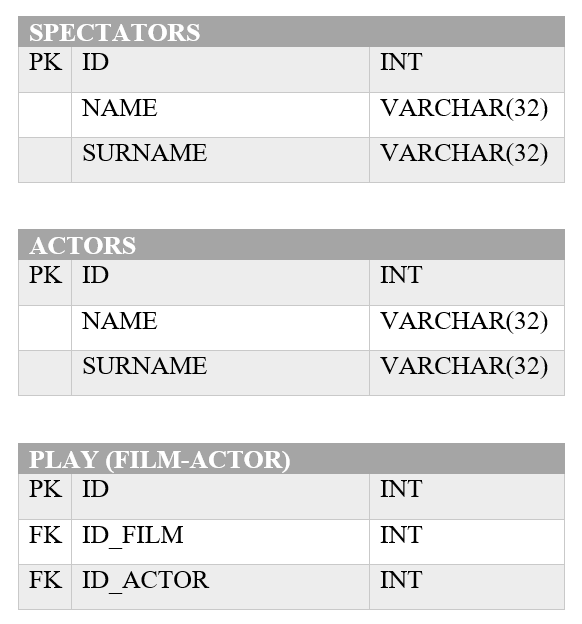 SPECTATORS
PK ID INT
NAME VARCHAR(32)
SURNAME VARCHAR(32)
ACTORS
PK ID INT
NAME VARCHAR(32)
SURNAME VARCHAR(32)
PLAY (FILM-ACTOR)
PK ID INT
FK ID_FILM INT
FK ID_ACTOR INT